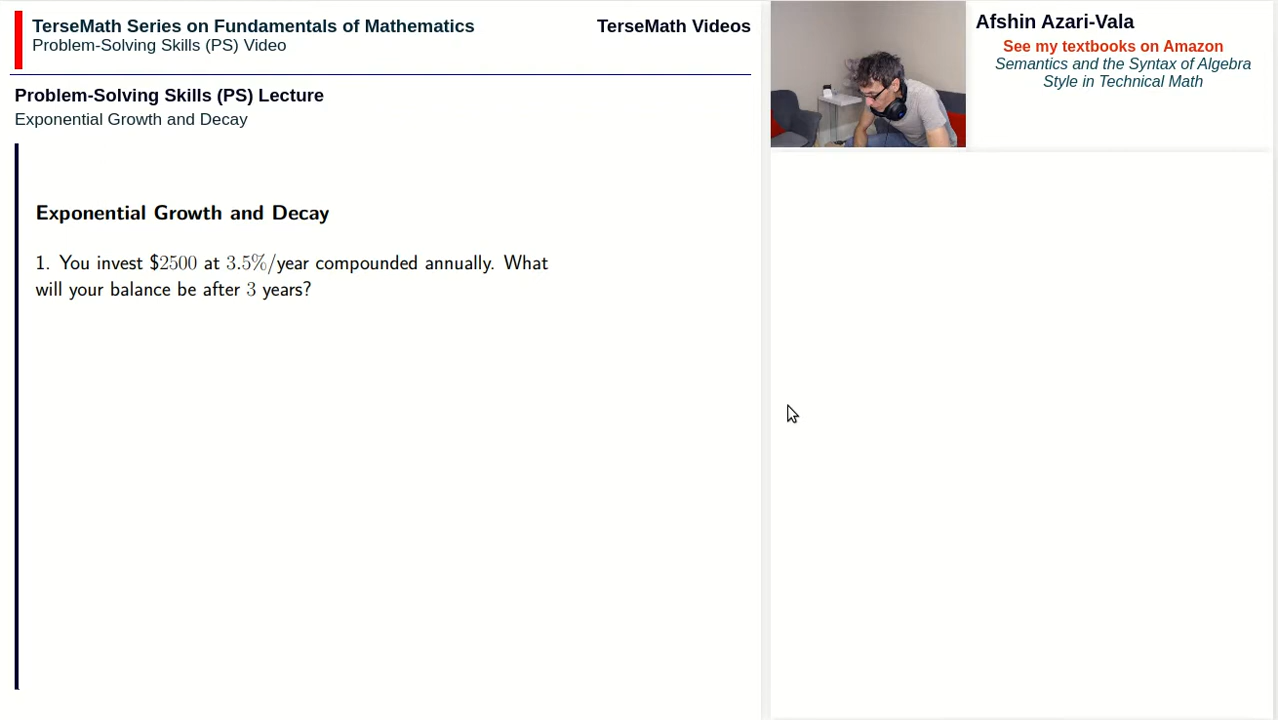 TerseMath Series on Fundamentals of Mathematics
Problem-Solving Skills (PS) Video
TerseMath Videos
Problem-Solving Skills (PS) Lecture
Exponential Growth and Decay
Exponential Growth and Decay
1. You invest $2500 at 3.5%/year compounded annually. What
will your balance be after 3 years?
Afshin Azari-Vala
See my textbooks on Amazon
Semantics and the Syntax of Algebra
Style in Technical Math